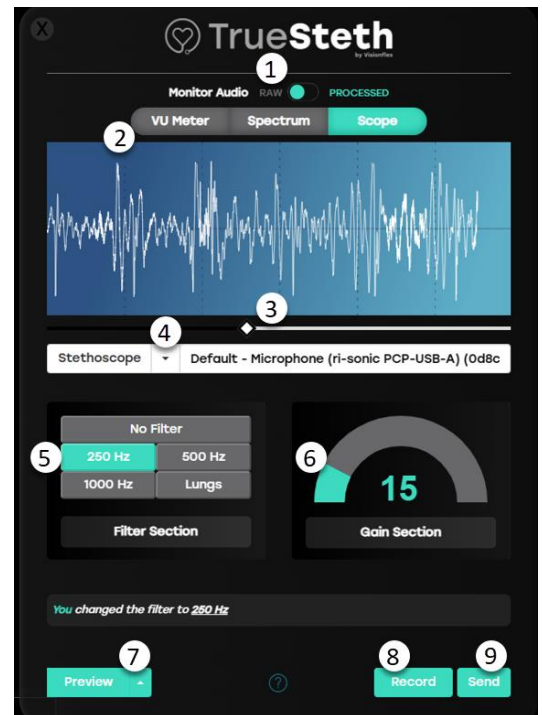 X
TrueSteth
by Visionflex
1
Monitor Audio RAW PROCESSED
VU Meter Spectrum Scope
2
3
4
Stethoscope Default - Microphone (ri-sonic PCP-USB-A) (0d8c
No Filter
5 250 Hz 500 Hz
1000 Hz Lungs
Filter Section
6
15
Gain Section
You changed the filter to 250 Hz
7
Preview
?
8
Record
9
Send